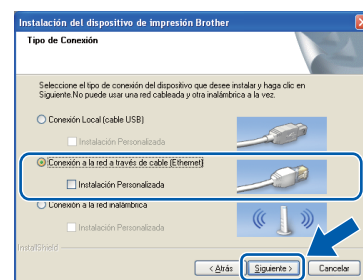 Instalación del dispositivo de impresión Brother
Tipo de Conexión
Seleccione el tipo de conexión del dispositivo que desee instalar y haga clic en
Siguiente.No puede usar una red cableada y otra inalámbrica a la vez.
Conexión Local (cable USB)
Instalación Personalizada
Conexión a la red a través de cable (Ethernet)
Instalación Personalizada
Conexión a la red inalámbrica
Instalación Personalizada
InstallShield
< Atrás
Siguiente >
Cancelar